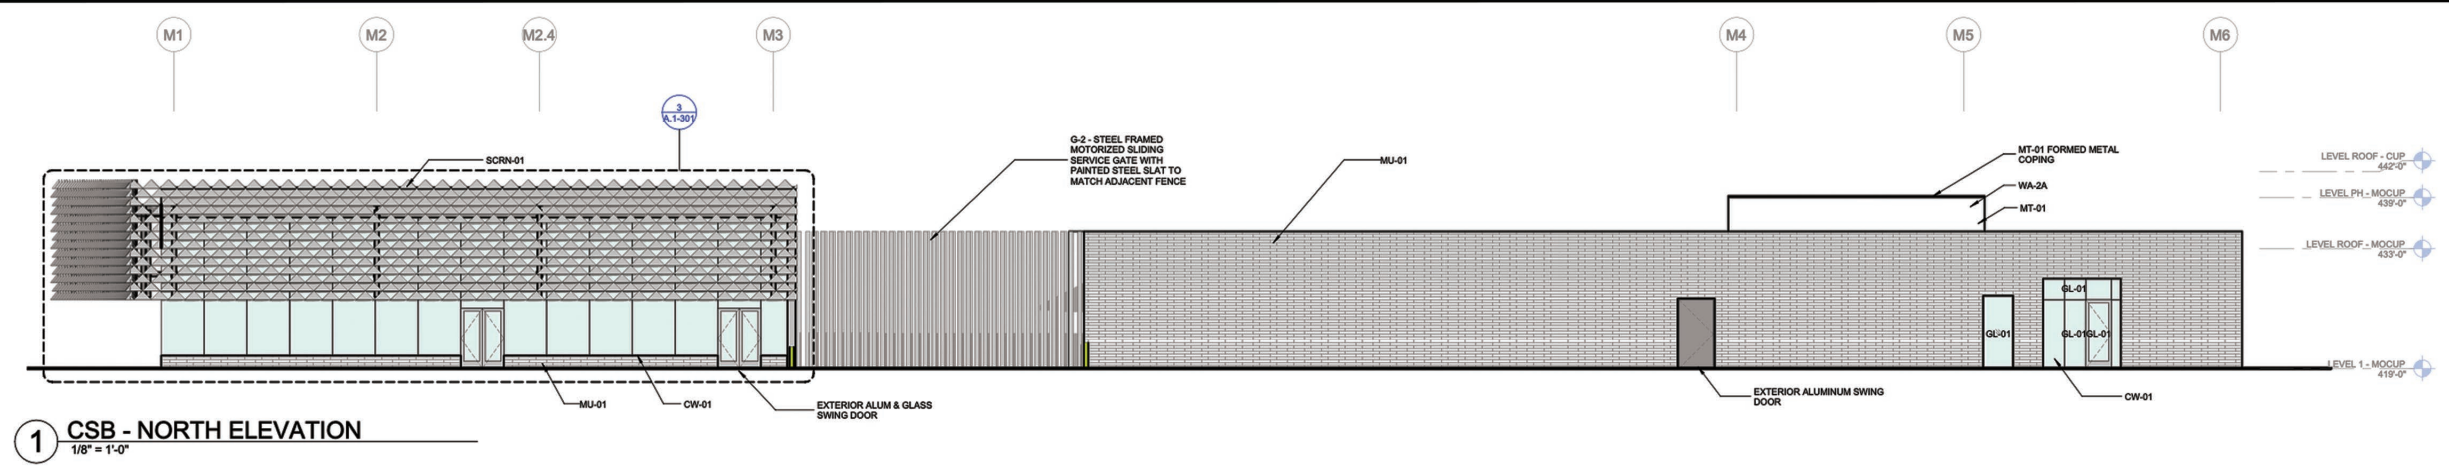 M1
M2
M2.4
M3
M4
M5
M6
3
A.1-301
SCRN-01
G-2 - STEEL FRAMED
MOTORIZED SLIDING
SERVICE GATE WITH
PAINTED STEEL SLAT TO
MATCH ADJACENT FENCE
MU-01
MT-01 FORMED METAL
COPING
WA-2A
MT-01
LEVEL ROOF - CUP
442'-0"
LEVEL PH - MOCUP
439'-0"
LEVEL ROOF - MOCUP
433'-0"
LEVEL 1 - MOCUP
419'-0"
GL-01
GL-01
GL-01
GL-01
MU-01
CW-01
EXTERIOR ALUM & GLASS
SWING DOOR
EXTERIOR ALUMINUM SWING
DOOR
CW-01
1
CSB - NORTH ELEVATION
1/8" = 1'-0"